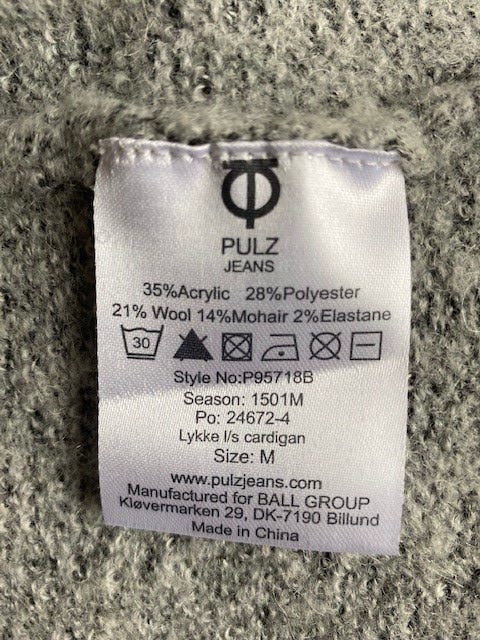 PULZ
JEANS
35%Acrylic 28%Polyester
21% Wool 14%Mohair 2%Elastane
30
Style No:P95718B
Season: 1501M
Po: 24672-4
Lykke l/s cardigan
Size: M
www.pulzjeans.com
Manufactured for BALL GROUP
Kløvermarken 29, DK-7190 Billund
Made in China